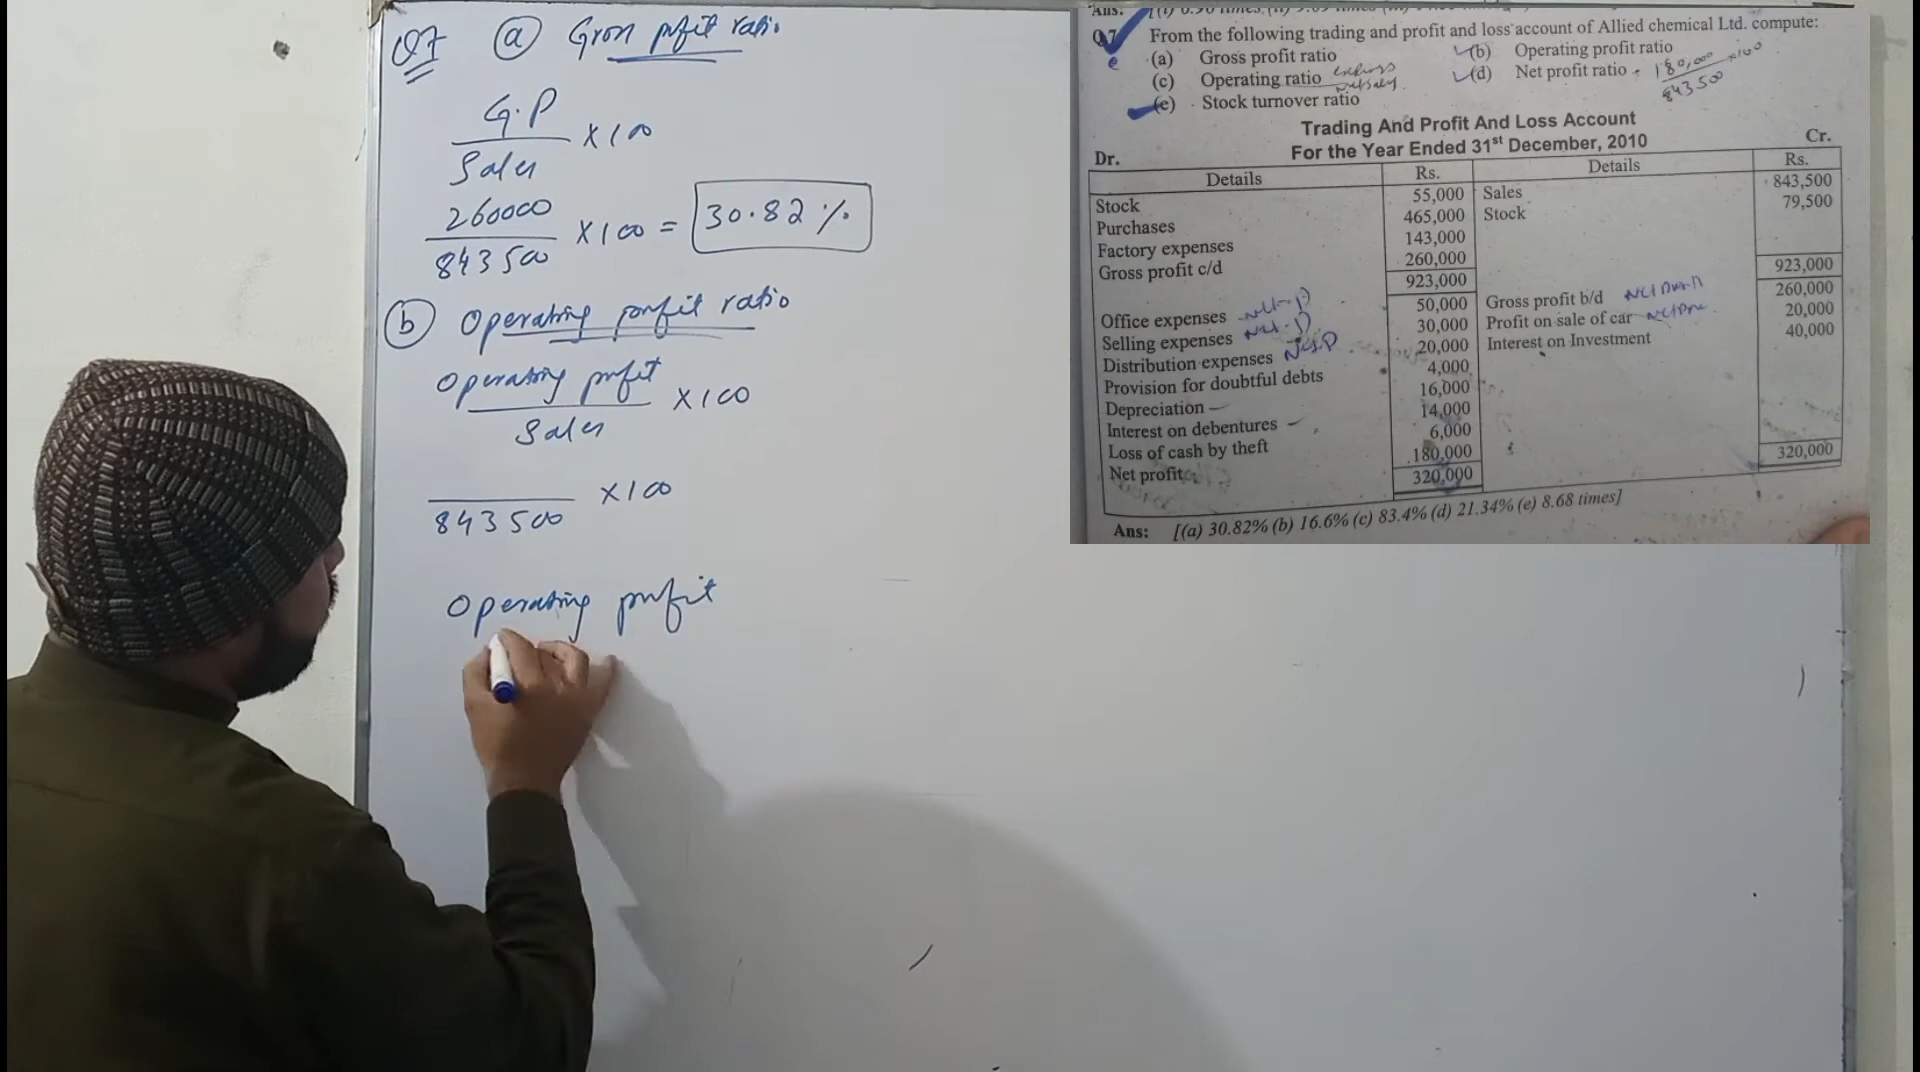 Q7 (a) Gross profit ratio
G.P
Sales
×100
260000
843500
×100 = 30.82%
(b) Operating profit ratio
Operating profit
Sales
×100
×100
843500
Operating profit
Ans.
Q7 From the following trading and profit and loss account of Allied chemical Ltd. compute:
(a) Gross profit ratio (b) Operating profit ratio
(c) Operating ratio (d) Net profit ratio
180,000 ×100
843500
(e) Stock turnover ratio
Trading And Profit And Loss Account
For the Year Ended 31st December, 2010
Dr. Cr.
Details Rs. Details Rs.
Stock 55,000 Sales 843,500
Purchases 465,000 Stock 79,500
Factory expenses 143,000
Gross profit c/d 260,000
923,000 923,000
Office expenses 50,000 Gross profit b/d 260,000
Selling expenses 30,000 Profit on sale of car 20,000
Distribution expenses 20,000 Interest on Investment 40,000
Provision for doubtful debts 4,000
Depreciation 16,000
Interest on debentures 14,000
Loss of cash by theft 6,000
Net profit 180,000
320,000 320,000
Ans: [(a) 30.82% (b) 16.6% (c) 83.4% (d) 21.34% (e) 8.68 times]